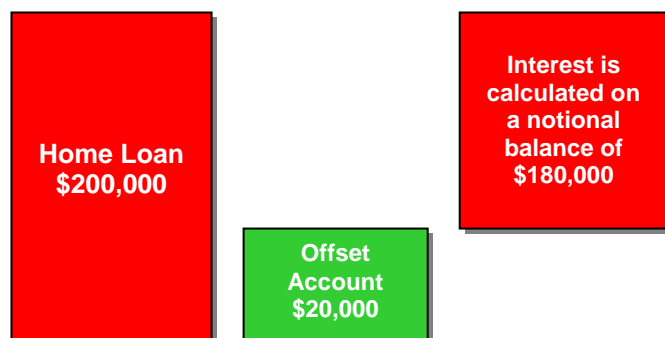 Home Loan
$200,000
Offset
Account
$20,000
Interest is
calculated on
a notional
balance of
$180,000